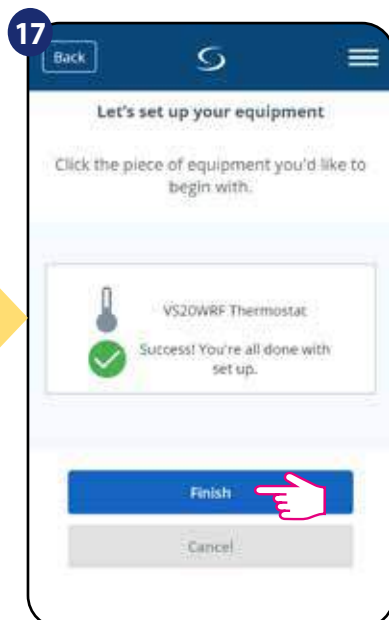 17
Back
Let's set up your equipment
Click the piece of equipment you'd like to
begin with.
VS20WRF Thermostat
Success! You're all done with
set up.
Finish
Cancel